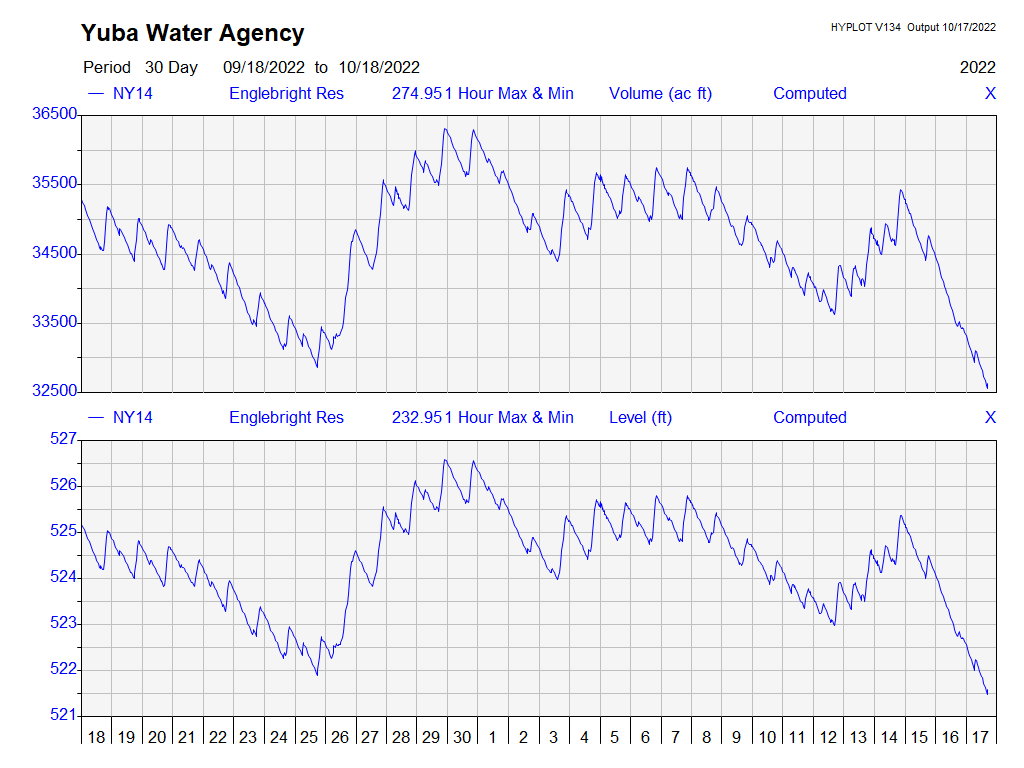 Yuba Water Agency
HYPLOT V134 Output 10/17/2022
Period 30 Day 09/18/2022 to 10/18/2022 2022
NY14 Englebright Res 274.951 Hour Max & Min Volume (ac ft) Computed X
36500
35500
34500
33500
32500
NY14 Englebright Res 232.951 Hour Max & Min Level (ft) Computed X
527
526
525
524
523
522
521
18 19 20 21 22 23 24 25 26 27 28 29 30 1 2 3 4 5 6 7 8 9 10 11 12 13 14 15 16 17